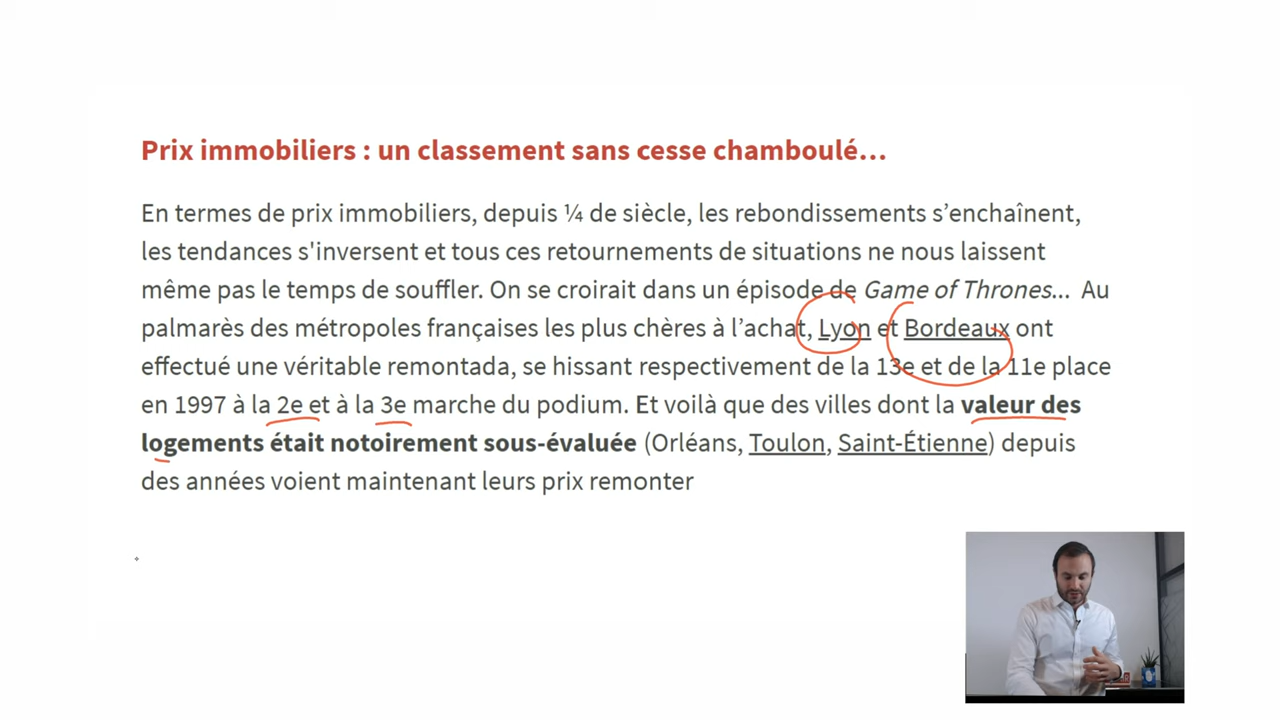 Prix immobiliers : un classement sans cesse chamboulé…
En termes de prix immobiliers, depuis ¼ de siècle, les rebondissements s’enchaînent,
les tendances s'inversent et tous ces retournements de situations ne nous laissent
même pas le temps de souffler. On se croirait dans un épisode de Game of Thrones... Au
palmarès des métropoles françaises les plus chères à l’achat, Lyon et Bordeaux ont
effectué une véritable remontada, se hissant respectivement de la 13e et de la 11e place
en 1997 à la 2e et à la 3e marche du podium. Et voilà que des villes dont la valeur des
logements était notoirement sous-évaluée (Orléans, Toulon, Saint-Étienne) depuis
des années voient maintenant leurs prix remonter